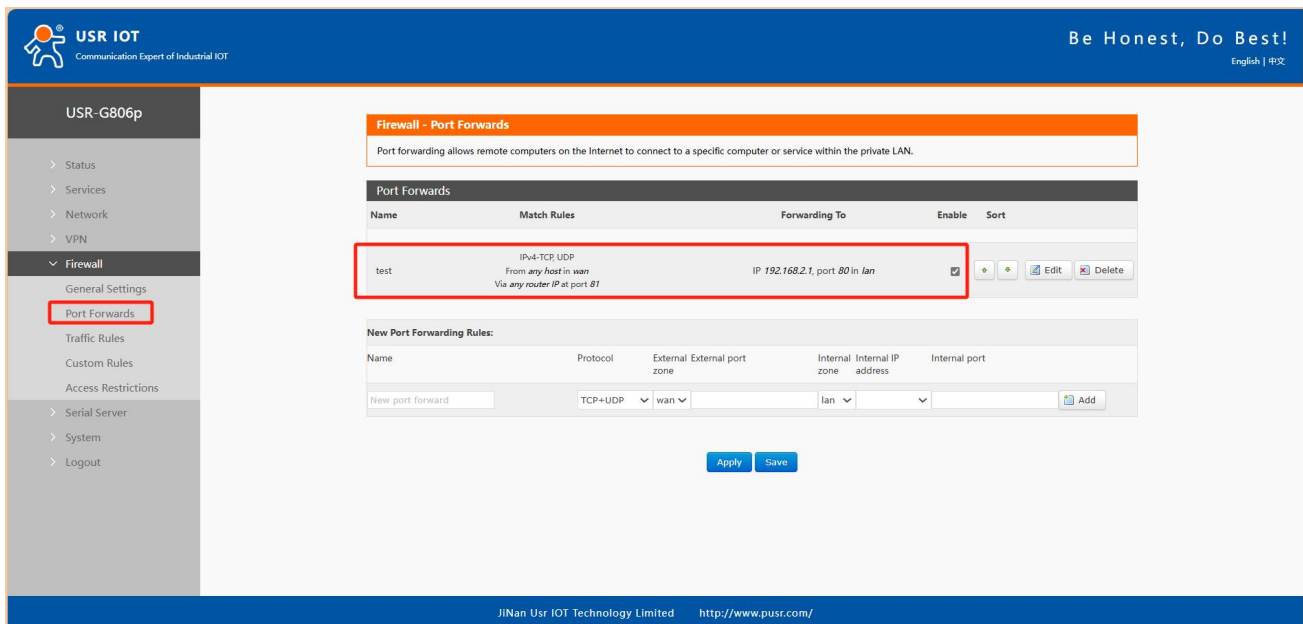 USR IOT
Communication Expert of Industrial IOT
Be Honest, Do Best!
English | 中文
USR-G806p
Status
Services
Network
VPN
Firewall
General Settings
Port Forwards
Traffic Rules
Custom Rules
Access Restrictions
Serial Server
System
Logout
Firewall - Port Forwards
Port forwarding allows remote computers on the Internet to connect to a specific computer or service within the private LAN.
Port Forwards
Name Match Rules Forwarding To Enable Sort
IPv4-TCP, UDP
test From any host in wan IP 192.168.2.1, port 80 in lan Edit Delete
Via any router IP at port 81
New Port Forwarding Rules:
Name Protocol External zone External port Internal zone Internal IP address Internal port
New port forward TCP+UDP wan lan Add
Apply Save
JiNan Usr IOT Technology Limited http://www.pusr.com/